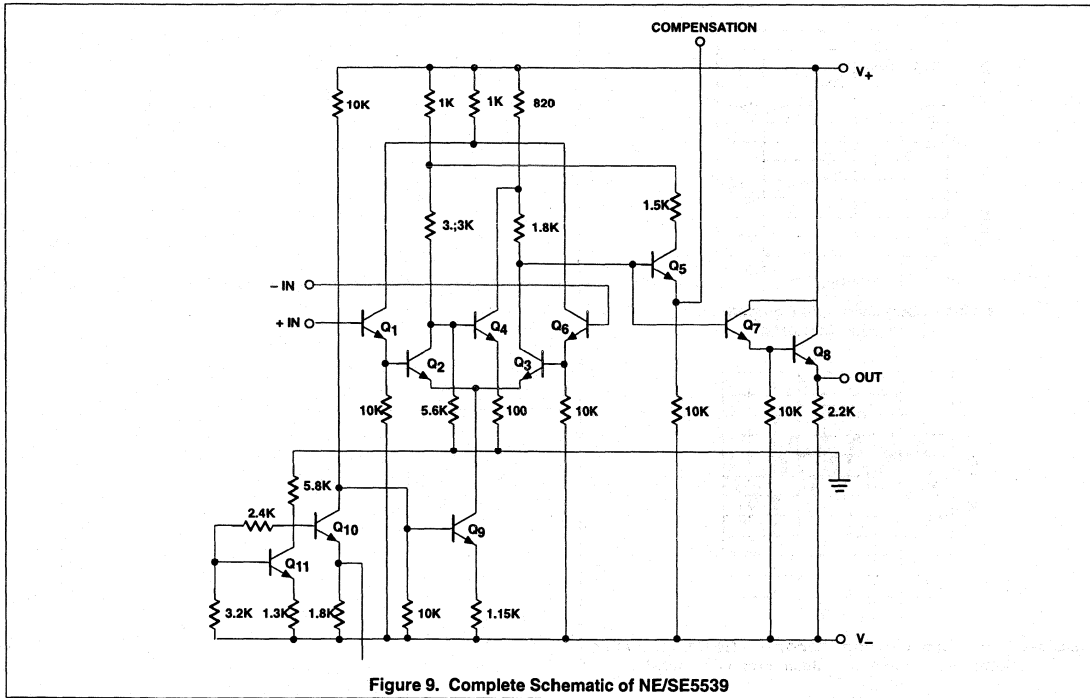 COMPENSATION
V+
10K
1K
1K
820
3.;3K
1.8K
1.5K
Q5
– IN
+ IN
Q1
Q4
Q6
Q7
Q2
Q3
Q8
OUT
10K
5.6K
100
10K
10K
10K
2.2K
5.8K
2.4K
Q10
Q9
Q11
3.2K
1.3K
1.8K
10K
1.15K
V–
Figure 9. Complete Schematic of NE/SE5539